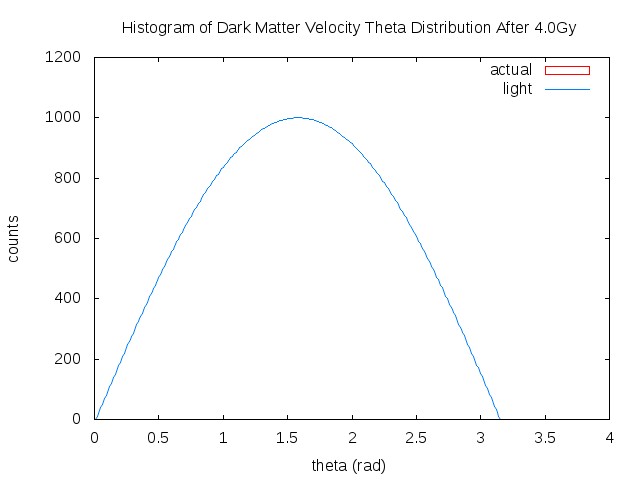 Histogram of Dark Matter Velocity Theta Distribution After 4.0Gy
1200
1000
800
600
400
200
0
counts
actual
light
0 0.5 1 1.5 2 2.5 3 3.5 4
theta (rad)